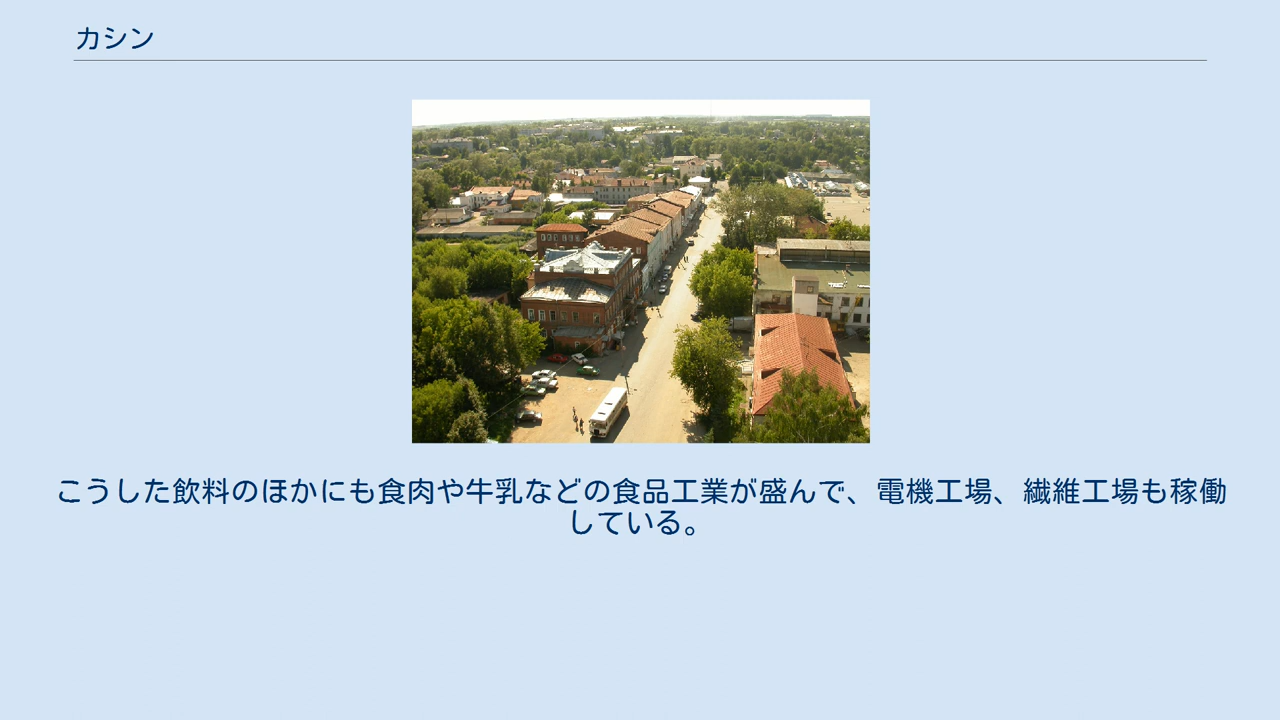 カシン
こうした飲料のほかにも食肉や牛乳などの食品工業が盛んで、電機工場、繊維工場も稼働
している。